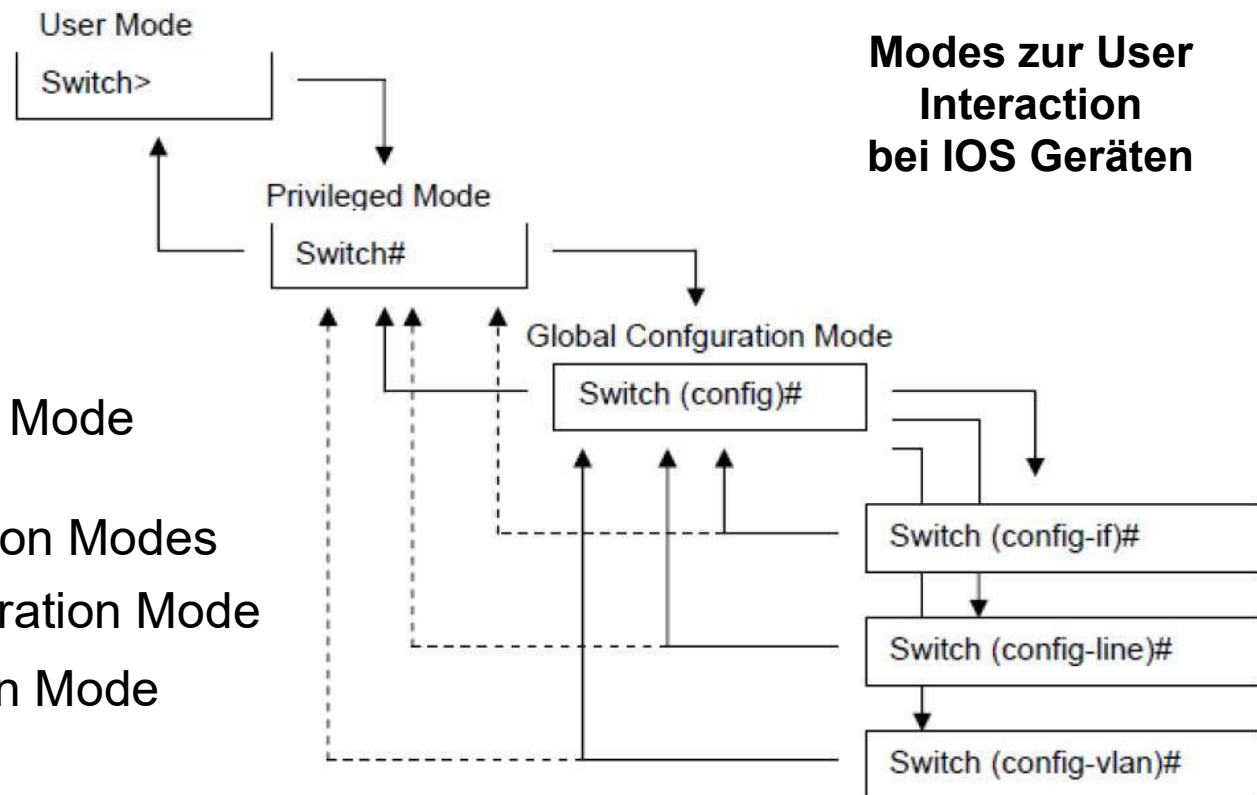 User Mode
Switch>
Modes zur User
Interaction
bei IOS Geräten
Privileged Mode
Switch#
Global Confguration Mode
Switch (config)#
Mode
on Modes
ration Mode
n Mode
Switch (config-if)#
Switch (config-line)#
Switch (config-vlan)#